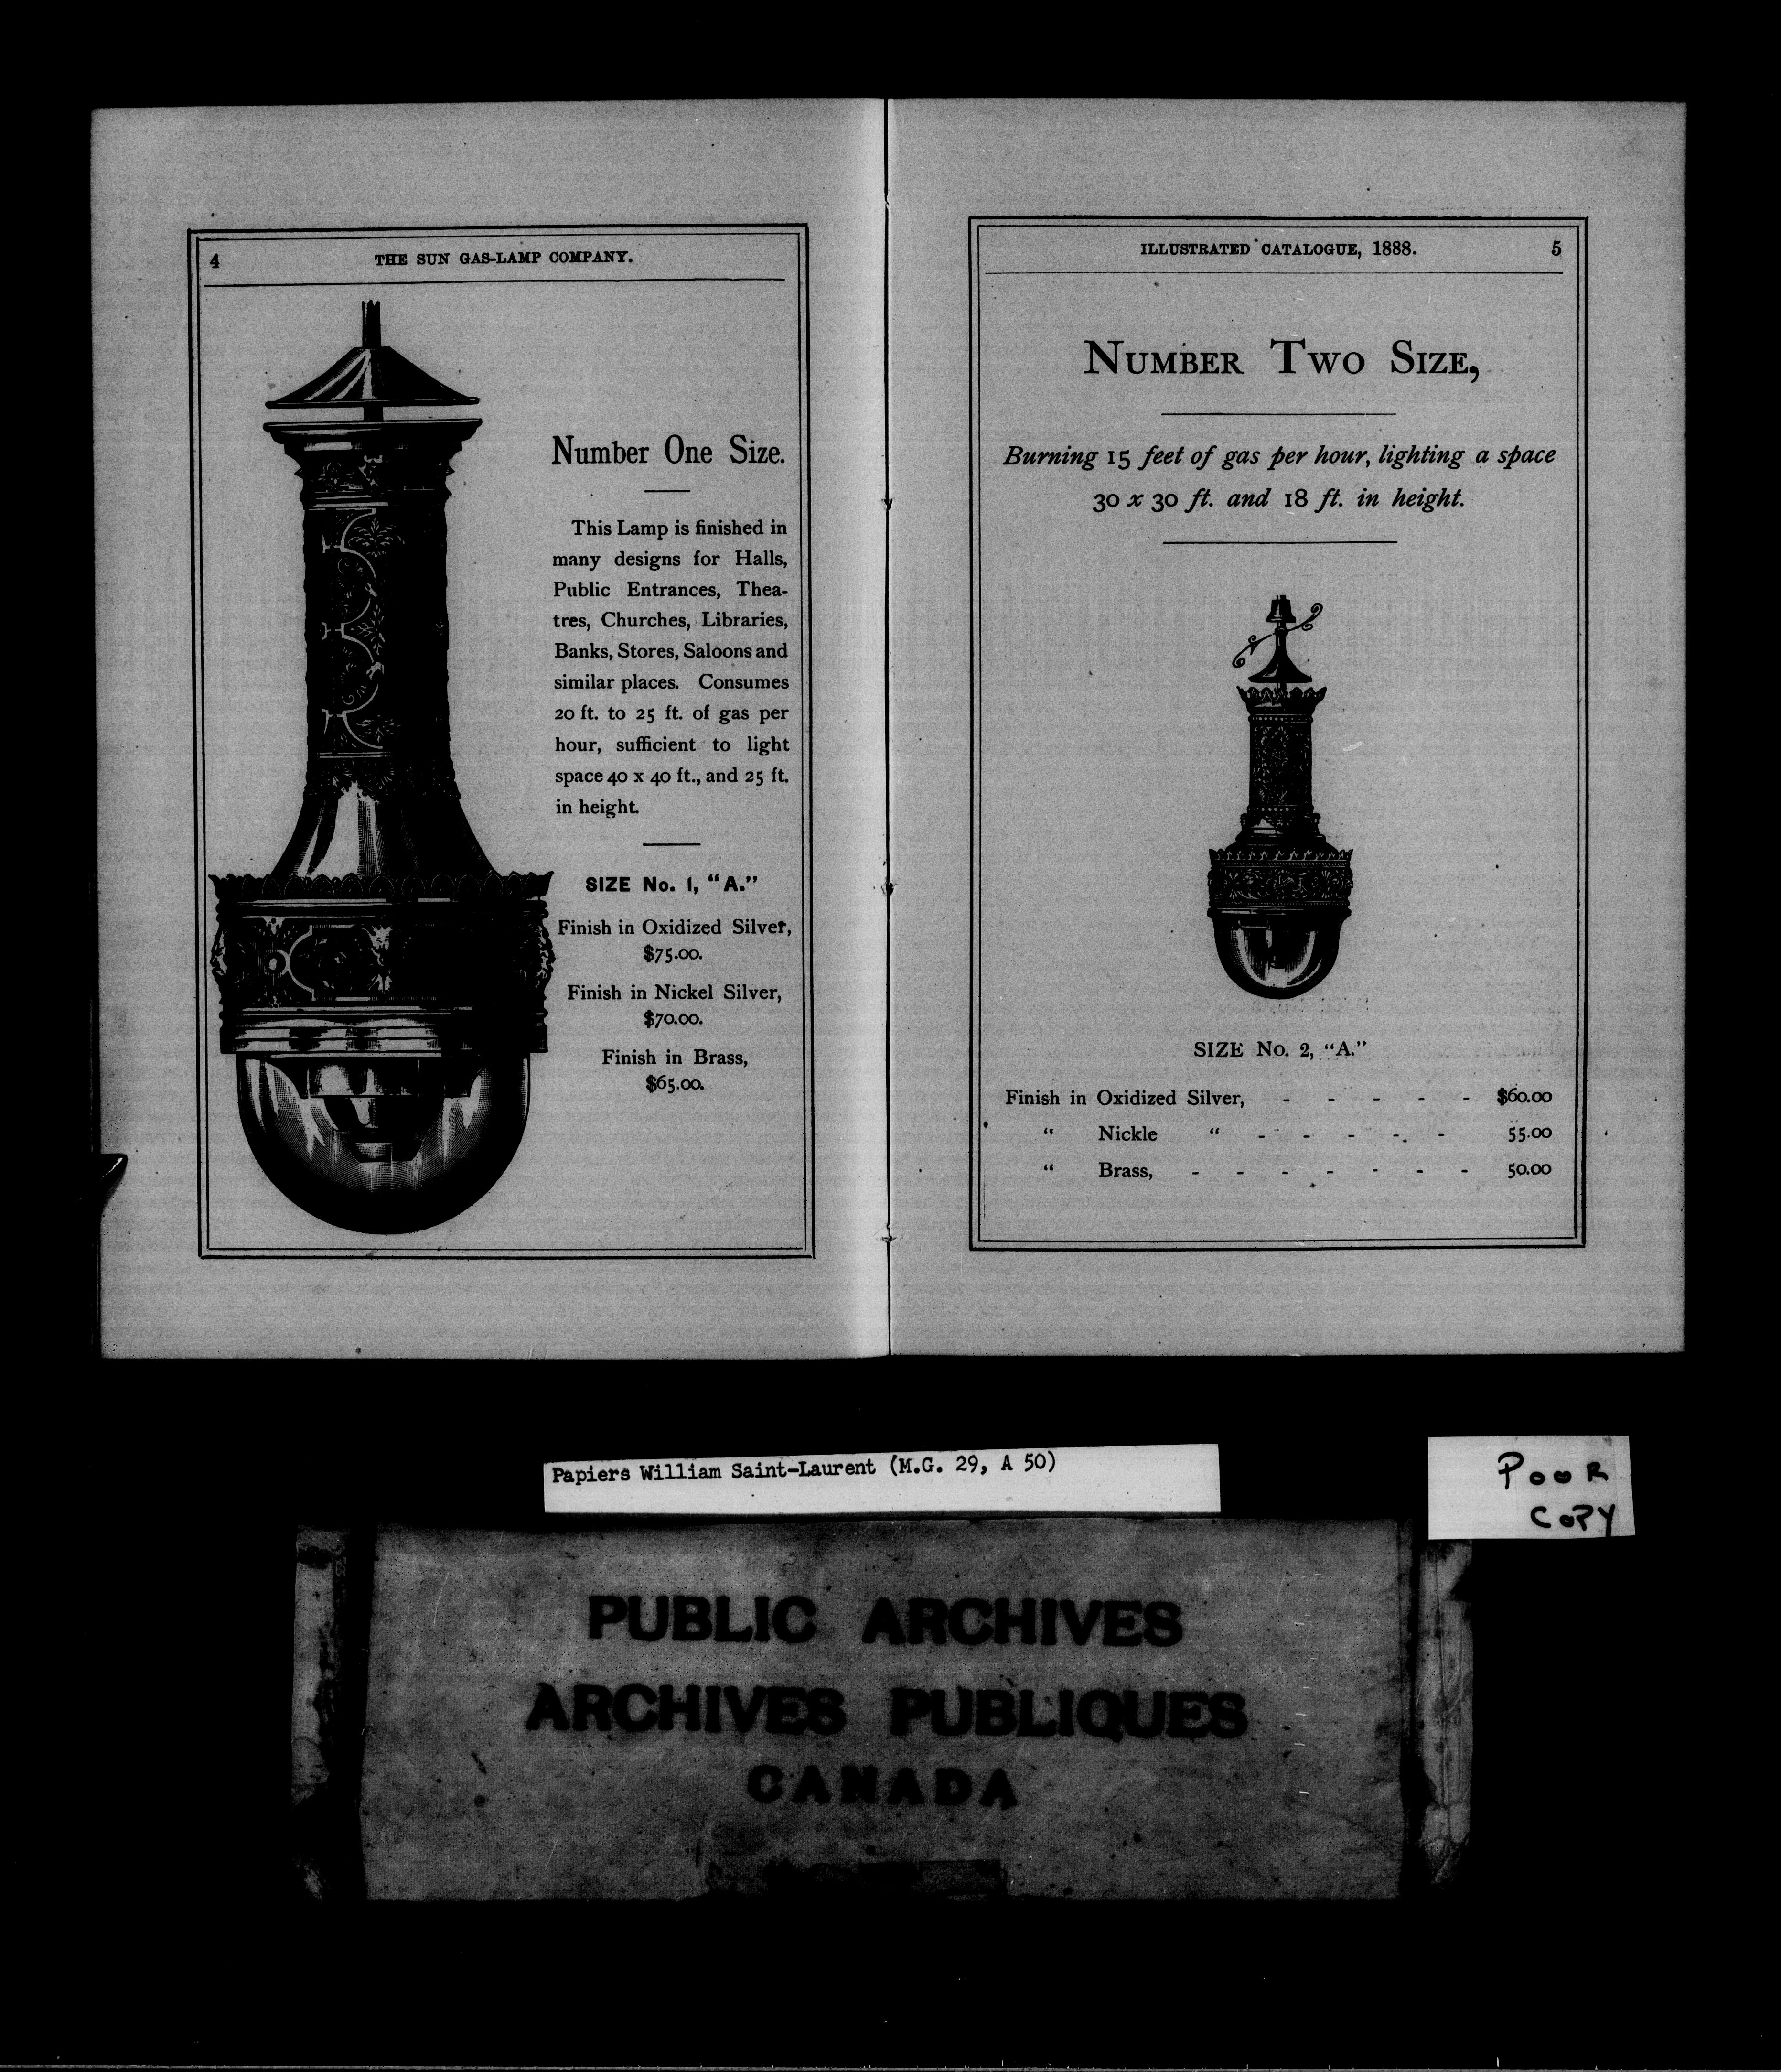 4 THE SUN GAS-LAMP COMPANY.
Number One Size.
This Lamp is finished in
many designs for Halls,
Public Entrances, Thea-
tres, Churches, Libraries,
Banks, Stores, Saloons and
similar places. Consumes
20 ft. to 25 ft. of gas per
hour, sufficient to light
space 40 x 40 ft., and 25 ft.
in height.
SIZE No. 1, “A.”
Finish in Oxidized Silver,
$75.00.
Finish in Nickel Silver,
$70.00.
Finish in Brass,
$65.00.
ILLUSTRATED CATALOGUE, 1888. 5
NUMBER TWO SIZE,
Burning 15 feet of gas per hour, lighting a space
30 x 30 ft. and 18 ft. in height.
SIZE No. 2, “A.”
Finish in Oxidized Silver, - - - - - $60.00
“ Nickle “ - - - - - 55.00
“ Brass, - - - - - - - 50.00
Papiers William Saint-Laurent (M.G. 29, A 50)
POOR
COPY
PUBLIC ARCHIVES
ARCHIVES PUBLIQUES
CANADA